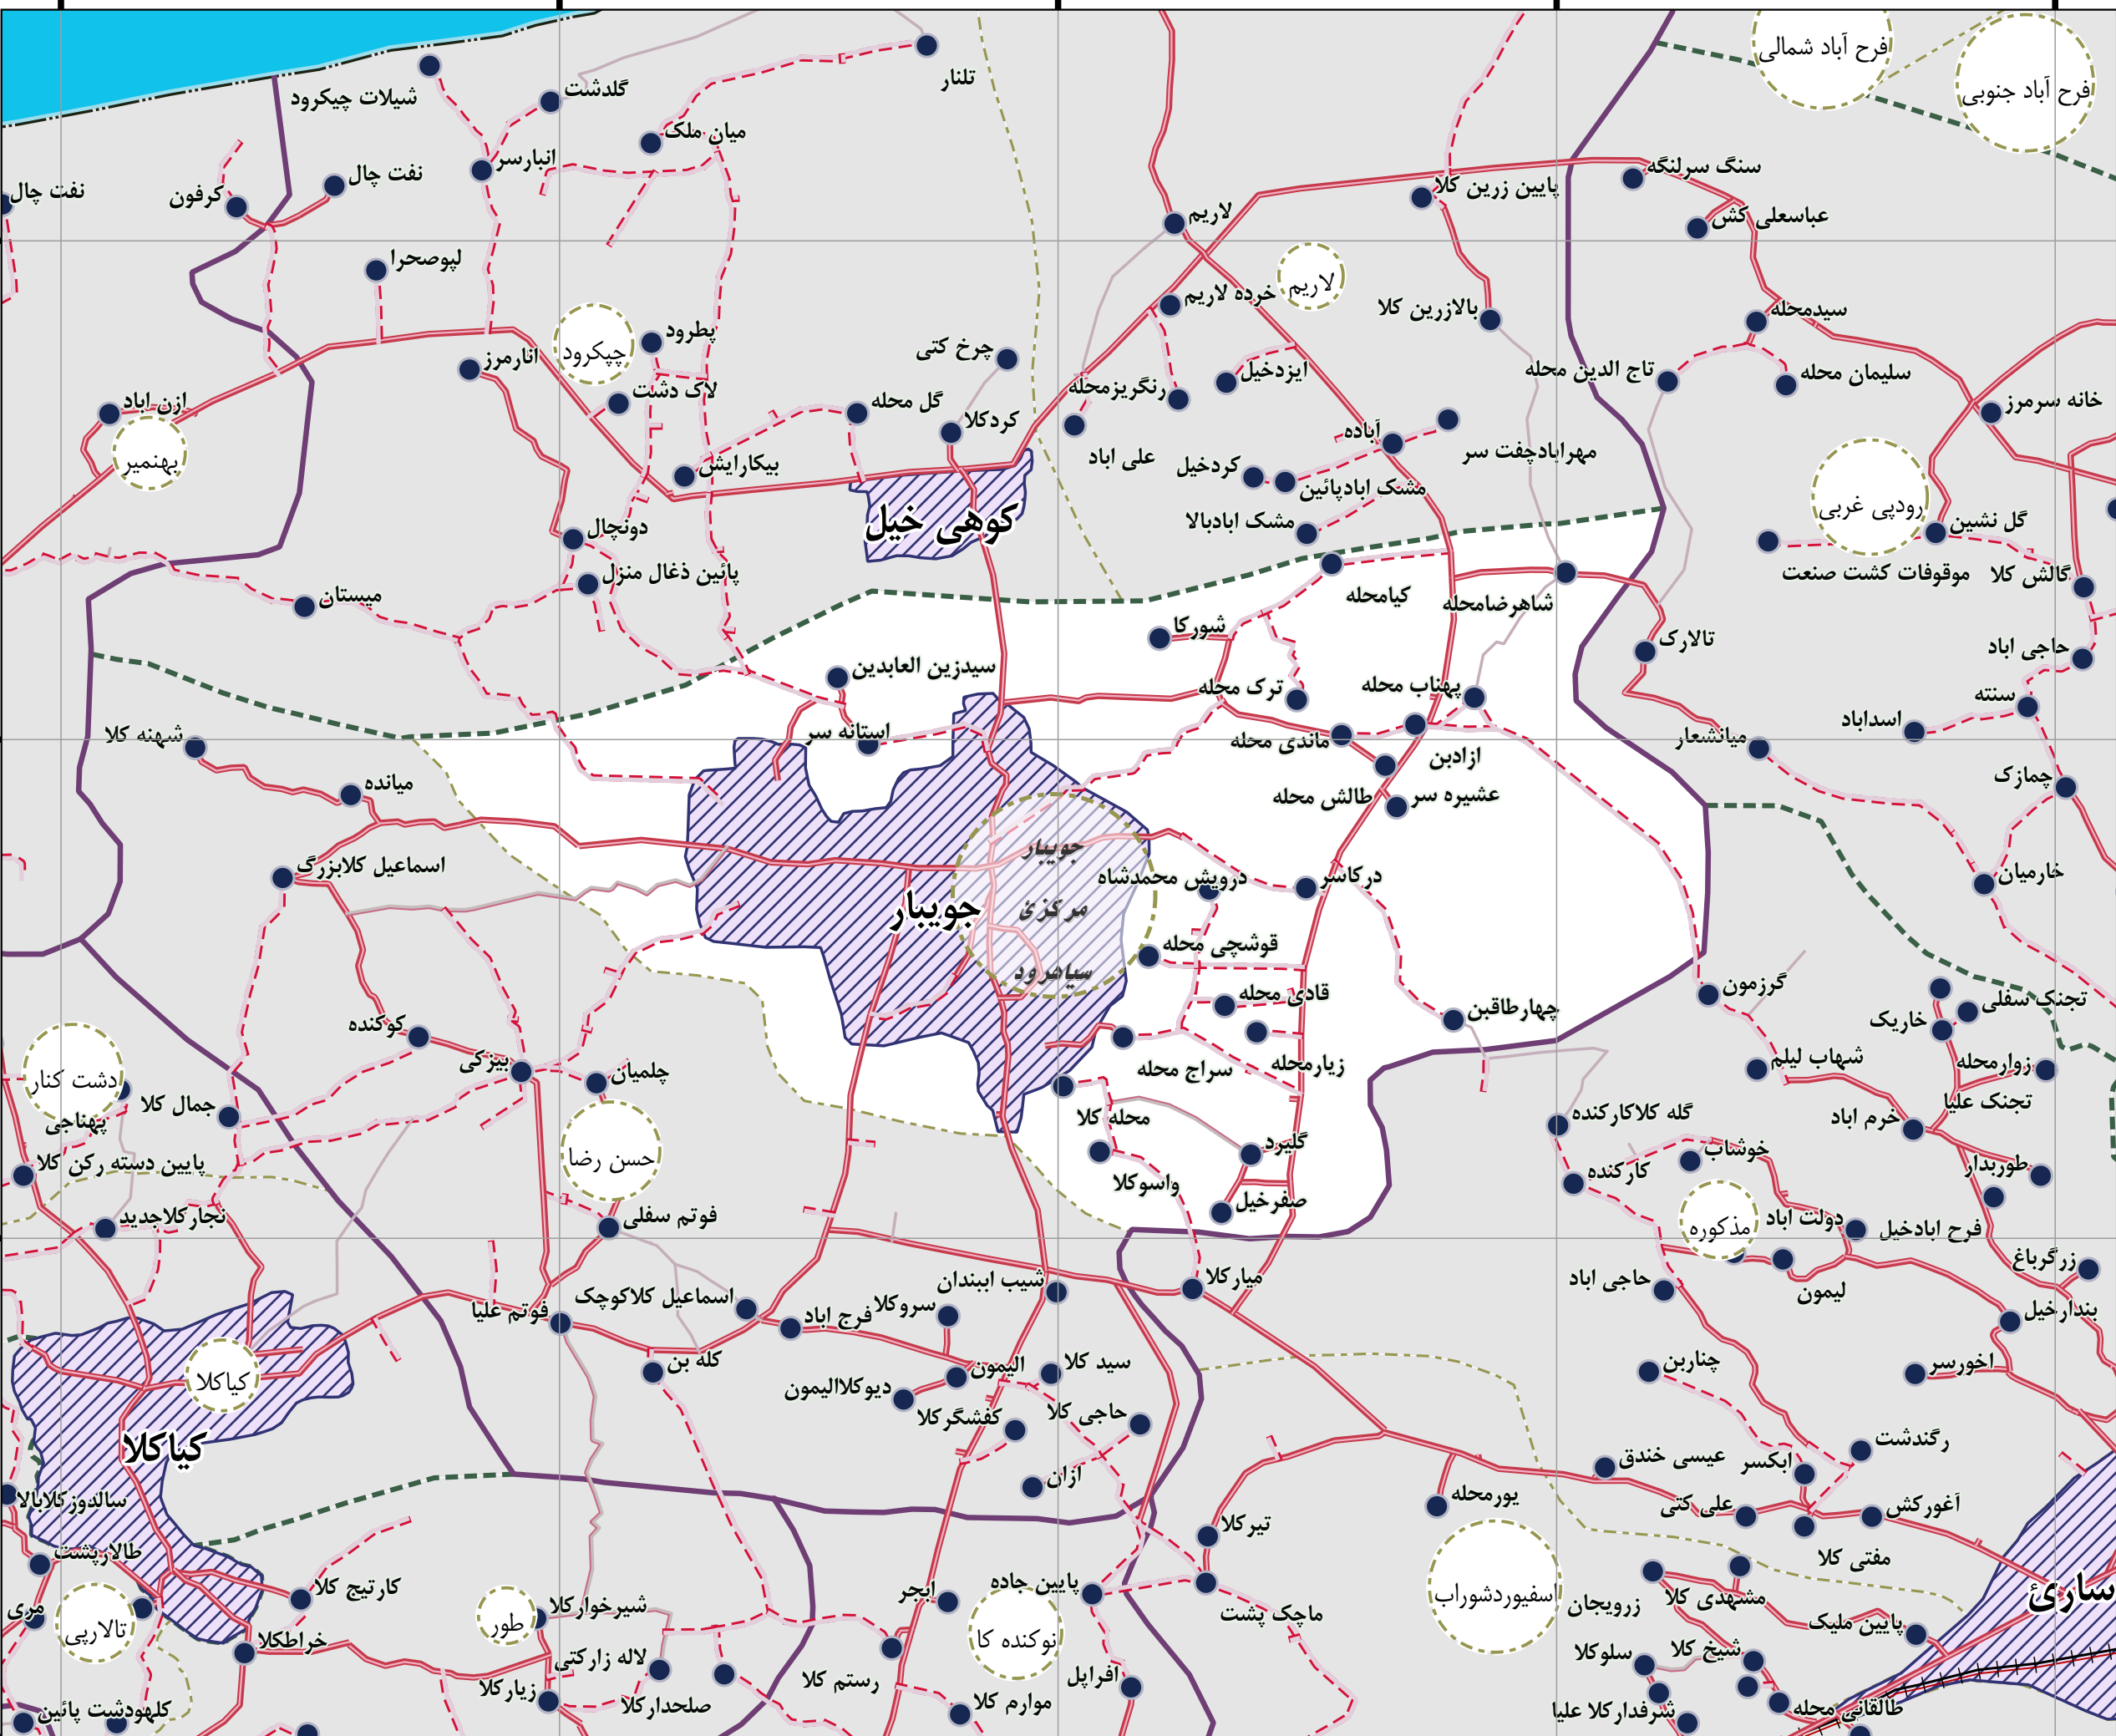 فرح آباد شمالی
فرح آباد جنوبی
تلنار
شیلات چیکرود
گلدشت
میان ملک
انبارسر
نفت چال
کرفون
نفت چال
سنگ سرلنگه
پایین زرین کلا
عباسعلی کش
لاریم
لپوصحرا
لاریم
خرده لاریم
بالازرین کلا
سیدمحله
چپکرود
پطرود
انارمرز
چرخ کتی
ایزدخیل
تاج الدین محله
سلیمان محله
ازن اباد
لاک دشت
گل محله
کردکلا
رنگریزمحله
خانه سرمرز
بهنمیر
بیکارایش
علی اباد
آباده
مهرابادچفت سر
کردخیل
مشک ابادپائین
مشک ابادبالا
رودپی غربی
گل نشین
کوهی خیل
دونچال
پائین ذغال منزل
میستان
کیامحله
شاهرضامحله
موقوفات کشت صنعت
گالش کلا
شورکا
تالارک
حاجی اباد
سیدزین العابدین
ترک محله
پهناب محله
سنته
اسداباد
شهنه کلا
استانه سر
ماندی محله
ازادبن
میانشعار
چمازک
میانده
طالش محله
عشیره سر
اسماعیل کلابزرگ
جویبار
درویش محمدشاه
درکاسر
خارمیان
جویبار
مرکزئ
سیاهرود
قوشچی محله
قادی محله
چهارطاقبن
گرزمون
تجنک سفلی
خاریک
کوکنده
بیزکی
چلمیان
سراج محله
زیارمحله
شهاب لیلم
زوارمحله
دشت کنار
پهناجی
جمال کلا
محله کلا
گله کلاکارکنده
تجنک علیا
خرم اباد
حسن رضا
گلیرد
خوشاب
پایین دسته رکن کلا
واسوکلا
کارکنده
طوربدار
نجارکلاجدید
فوتم سفلی
صفرخیل
مذکوره
دولت اباد
فرح ابادخیل
زرگرباغ
شیب اببندان
میارکلا
حاجی اباد
لیمون
بندارخیل
فوتم علیا
اسماعیل کلاکوچک
فرج اباد
سروکلا
کیاکلا
کله بن
الیمون
سید کلا
چناربن
اخورسر
دیوکلاالیمون
کفشگرکلا
حاجی کلا
کیاکلا
ازان
عیسی خندق
ابکسر
رگندشت
سالدوزکلابالا
یورمحله
علی کتی
آغورکش
تیرکلا
طالارپشت
مفتی کلا
کارتیج کلا
ابجر
پایین جاده
اسفیوردشوراب
مشهدی کلا
سارئ
مری
تالارپی
طور
شیرخوارکلا
نوکنده کا
ماچک پشت
زرویجان
پایین ملیک
خراطکلا
لاله زارکتی
رستم کلا
افراپل
سلوکلا
شیخ کلا
کلهودشت پائین
زیارکلا
صلحدارکلا
موارم کلا
شرفدارکلا علیا
طالقانی محله